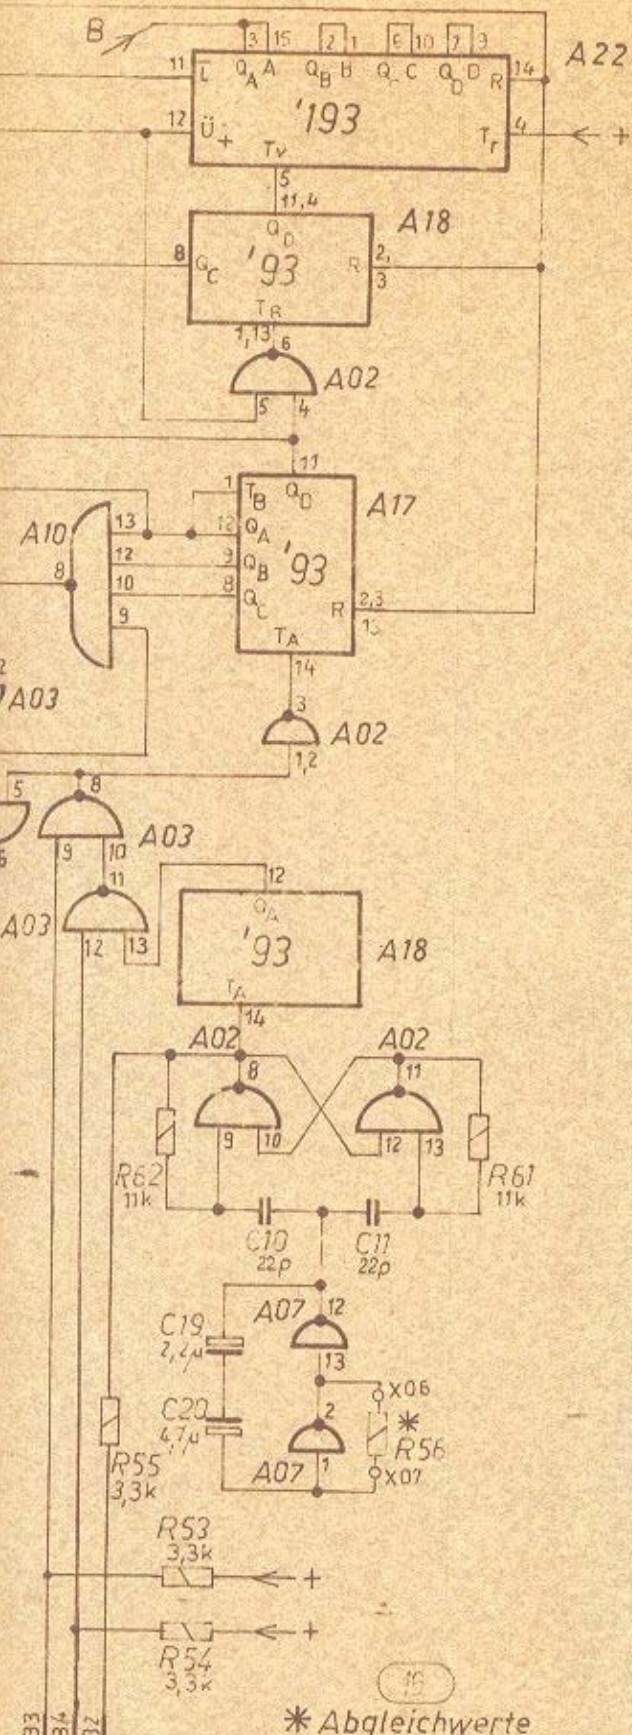 B
3 15 2 1 6 10 7 9
A22
11 L QA A QB B QC C QD D R 14
'193
12 Ü+ Tr 4 +
Tv
5
11,4
A18
QD
8 QC '93 R 2,
3
TB
1,13 6
A02
5 4
11
1 TB QD A17
A10 13 12 QA
'93
12 9 QB
8 10 8 QC
9 R 2,3
TA
14
A03
3
A02
1,2
5 8
A03
9 10
11 12
QA
A03 '93 A18
12 13
TA
14
A02 A02
8 11
9 10 12 13
R62 R61
11k 11k
C10 C11
22p 22p
A07 12
C19
2,2µ
13
X06
C20 2 *
4,7µ R56
A07 1 X07
R55
3,3k
R53
3,3k
+
+
R54
3,3k
* Abgleichwerte